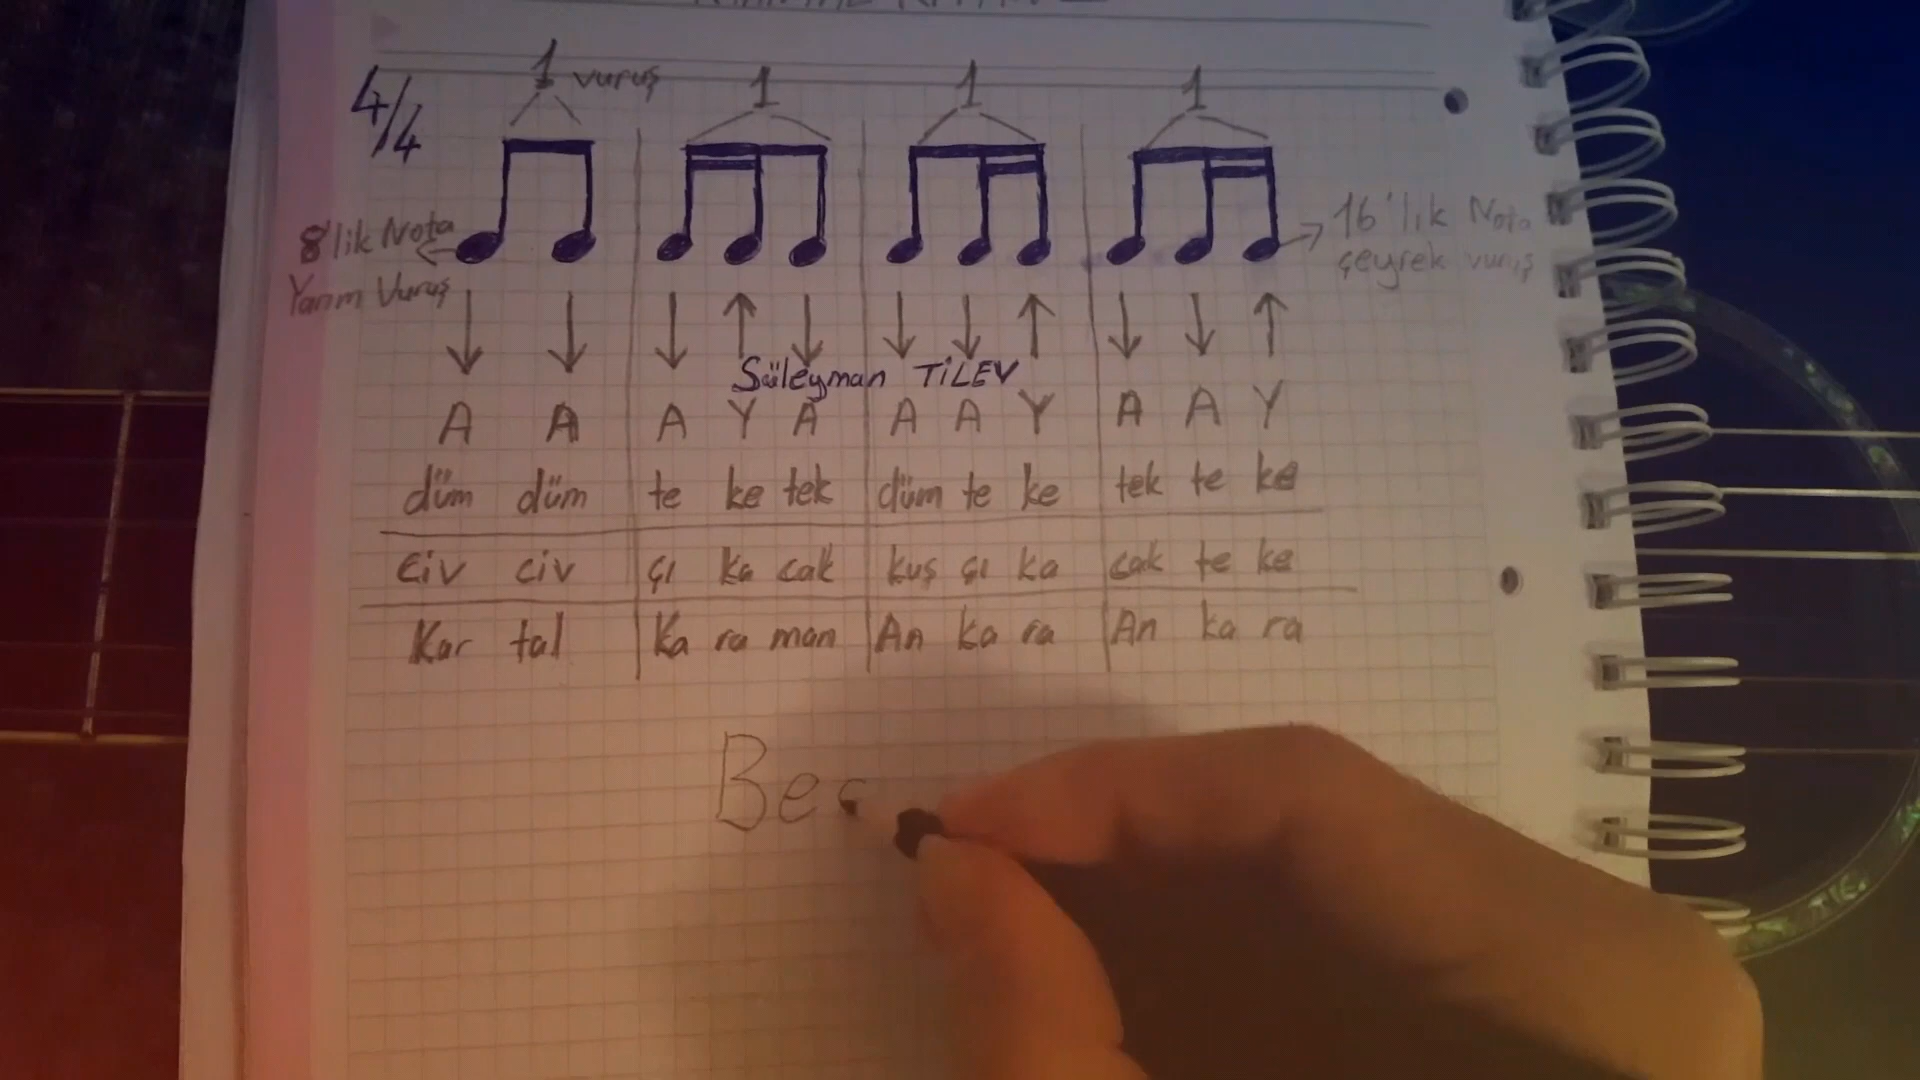 1 vuruş 1 1 1
4/4
8'lik Nota
Yarım Vuruş
16'lık Nota
çeyrek vuruş
Süleyman TİLEV
A A A Y A A A Y A A Y
düm düm te ke tek düm te ke tek te ke
Civ civ çı ka cak kuş çı ka cak te ke
Kar tal Ka ra man An ka ra An ka ra
Be